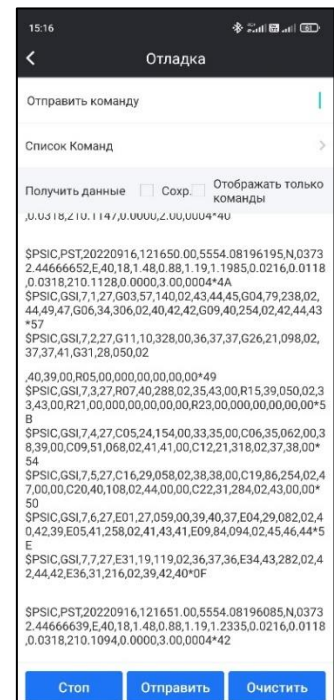 15:16
61
Отладка
Отправить команду
Список Команд
Получить данные
Сохр.
Отображать только
команды
,0.0318,210.1147,0.0000,2.00,0004*40
$PSIC,PST,20220916,121650.00,5554.08196195,N,0373
2.44666652,E,40,18,1.48,0.88,1.19,1.1985,0.0216,0.0118
,0.0318,210.1128,0.0000,3.00,0004*4A
$PSIC,GSI,7,1,27,G03,57,140,02,43,44,45,G04,79,238,02,
44,49,47,G06,34,306,02,40,42,42,G09,40,254,02,42,44,43
*57
$PSIC,GSI,7,2,27,G11,10,328,00,36,37,37,G26,21,098,02,
37,37,41,G31,28,050,02
,40,39,00,R05,00,000,00,00,00,00*49
$PSIC,GSI,7,3,27,R07,40,288,02,35,43,00,R15,39,050,02,3
3,43,00,R21,00,000,00,00,00,00,R23,00,000,00,00,00,00*5
B
$PSIC,GSI,7,4,27,C05,24,154,00,33,35,00,C06,35,062,00,3
8,39,00,C09,51,068,02,41,41,00,C12,21,318,02,37,38,00*
54
$PSIC,GSI,7,5,27,C16,29,058,02,38,38,00,C19,86,254,02,4
7,00,00,C20,40,108,02,44,00,00,C22,31,284,02,43,00,00*
50
$PSIC,GSI,7,6,27,E01,27,059,00,39,40,37,E04,29,082,02,4
0,42,39,E05,41,258,02,41,43,41,E09,84,094,02,45,46,44*5
E
$PSIC,GSI,7,7,27,E31,19,119,02,36,37,36,E34,43,282,02,4
2,44,42,E36,31,216,02,39,42,40*0F
$PSIC,PST,20220916,121651.00,5554.08196085,N,0373
2.44666639,E,40,18,1.48,0.88,1.19,1.2335,0.0216,0.0118
,0.0318,210.1094,0.0000,3.00,0004*42
Стоп
Отправить
Очистить